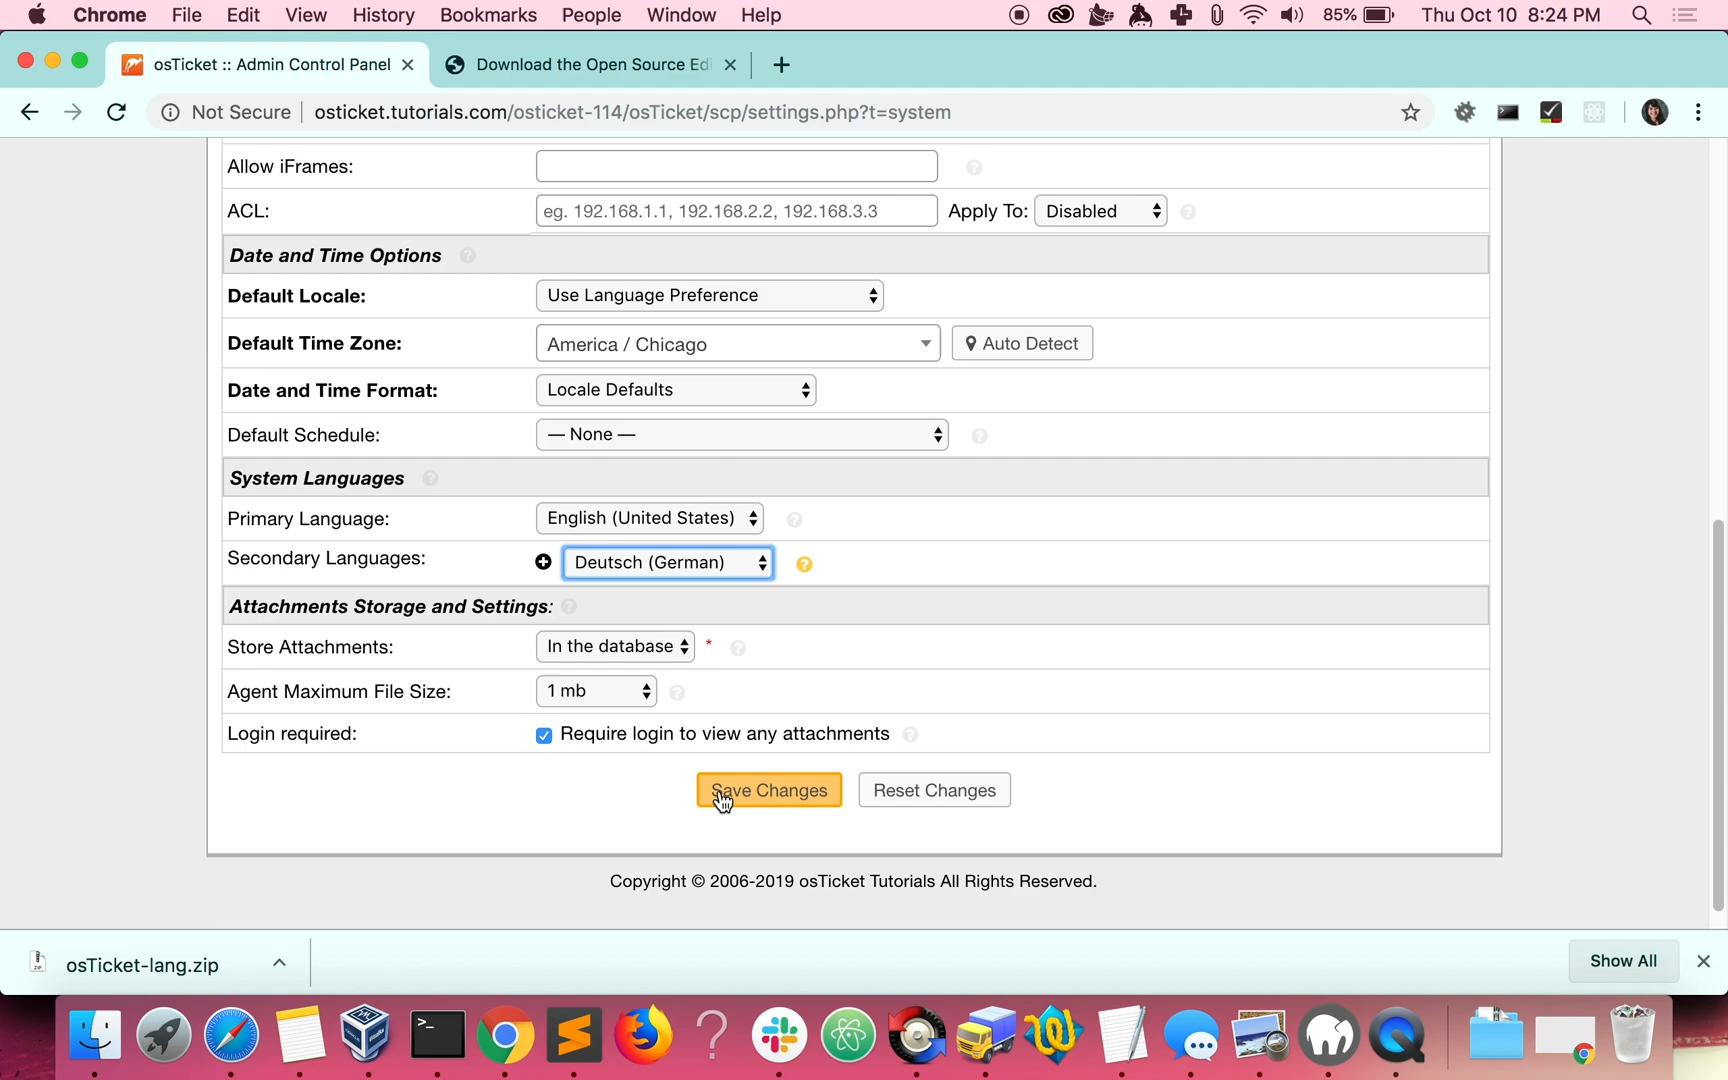 Chrome File Edit View History Bookmarks People Window Help 85% Thu Oct 10 8:24 PM
osTicket :: Admin Control Panel Download the Open Source Edi
Not Secure osticket.tutorials.com/osticket-114/osTicket/scp/settings.php?t=system
Allow iFrames:
ACL: eg. 192.168.1.1, 192.168.2.2, 192.168.3.3 Apply To: Disabled
Date and Time Options
Default Locale: Use Language Preference
Default Time Zone: America / Chicago Auto Detect
Date and Time Format: Locale Defaults
Default Schedule: — None —
System Languages
Primary Language: English (United States)
Secondary Languages: Deutsch (German)
Attachments Storage and Settings:
Store Attachments: In the database *
Agent Maximum File Size: 1 mb
Login required: Require login to view any attachments
Save Changes Reset Changes
Copyright © 2006-2019 osTicket Tutorials All Rights Reserved.
osTicket-lang.zip Show All